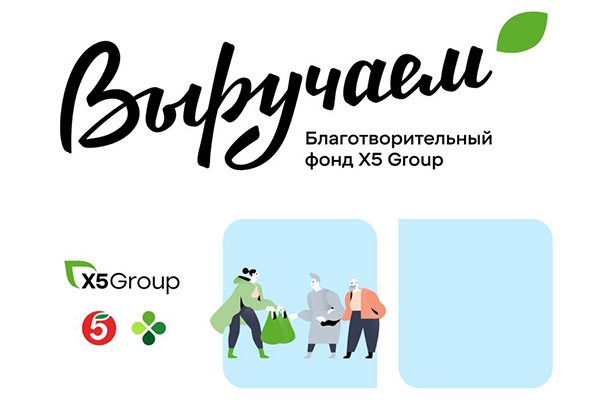 Выручаем
Благотворительный
фонд X5 Group
X5Group
5